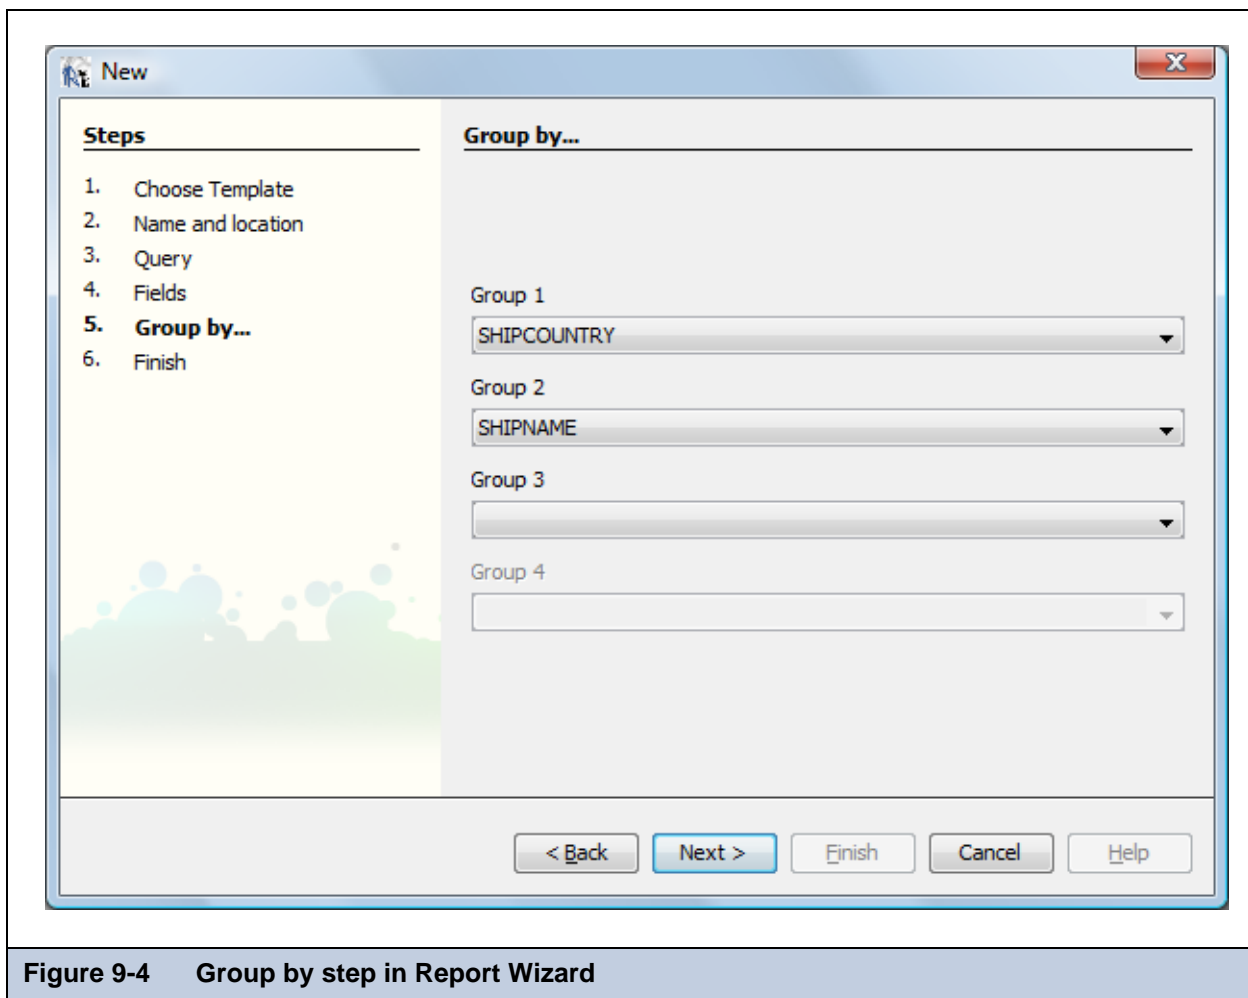 New
Steps
1. Choose Template
2. Name and location
3. Query
4. Fields
5. Group by...
6. Finish
Group by...
Group 1
SHIPCOUNTRY
Group 2
SHIPNAME
Group 3
Group 4
< Back
Next >
Finish
Cancel
Help
Figure 9-4 Group by step in Report Wizard